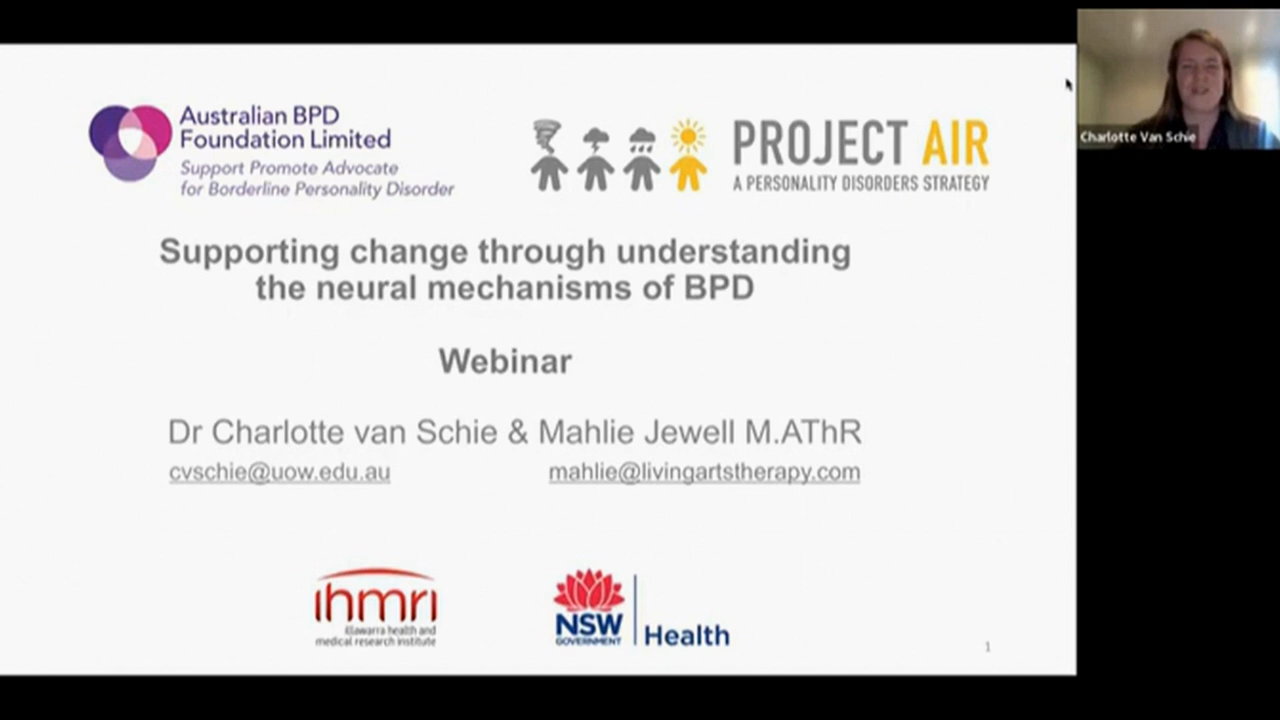 Australian BPD
Foundation Limited
Support Promote Advocate
for Borderline Personality Disorder
PROJECT AIR
A PERSONALITY DISORDERS STRATEGY
Charlotte Van Schie
Supporting change through understanding
the neural mechanisms of BPD
Webinar
Dr Charlotte van Schie & Mahlie Jewell M.AThR
cvschie@uow.edu.au
mahlie@livingartstherapy.com
ihmri
illawarra health and
medical research institute
NSW
GOVERNMENT
Health
1